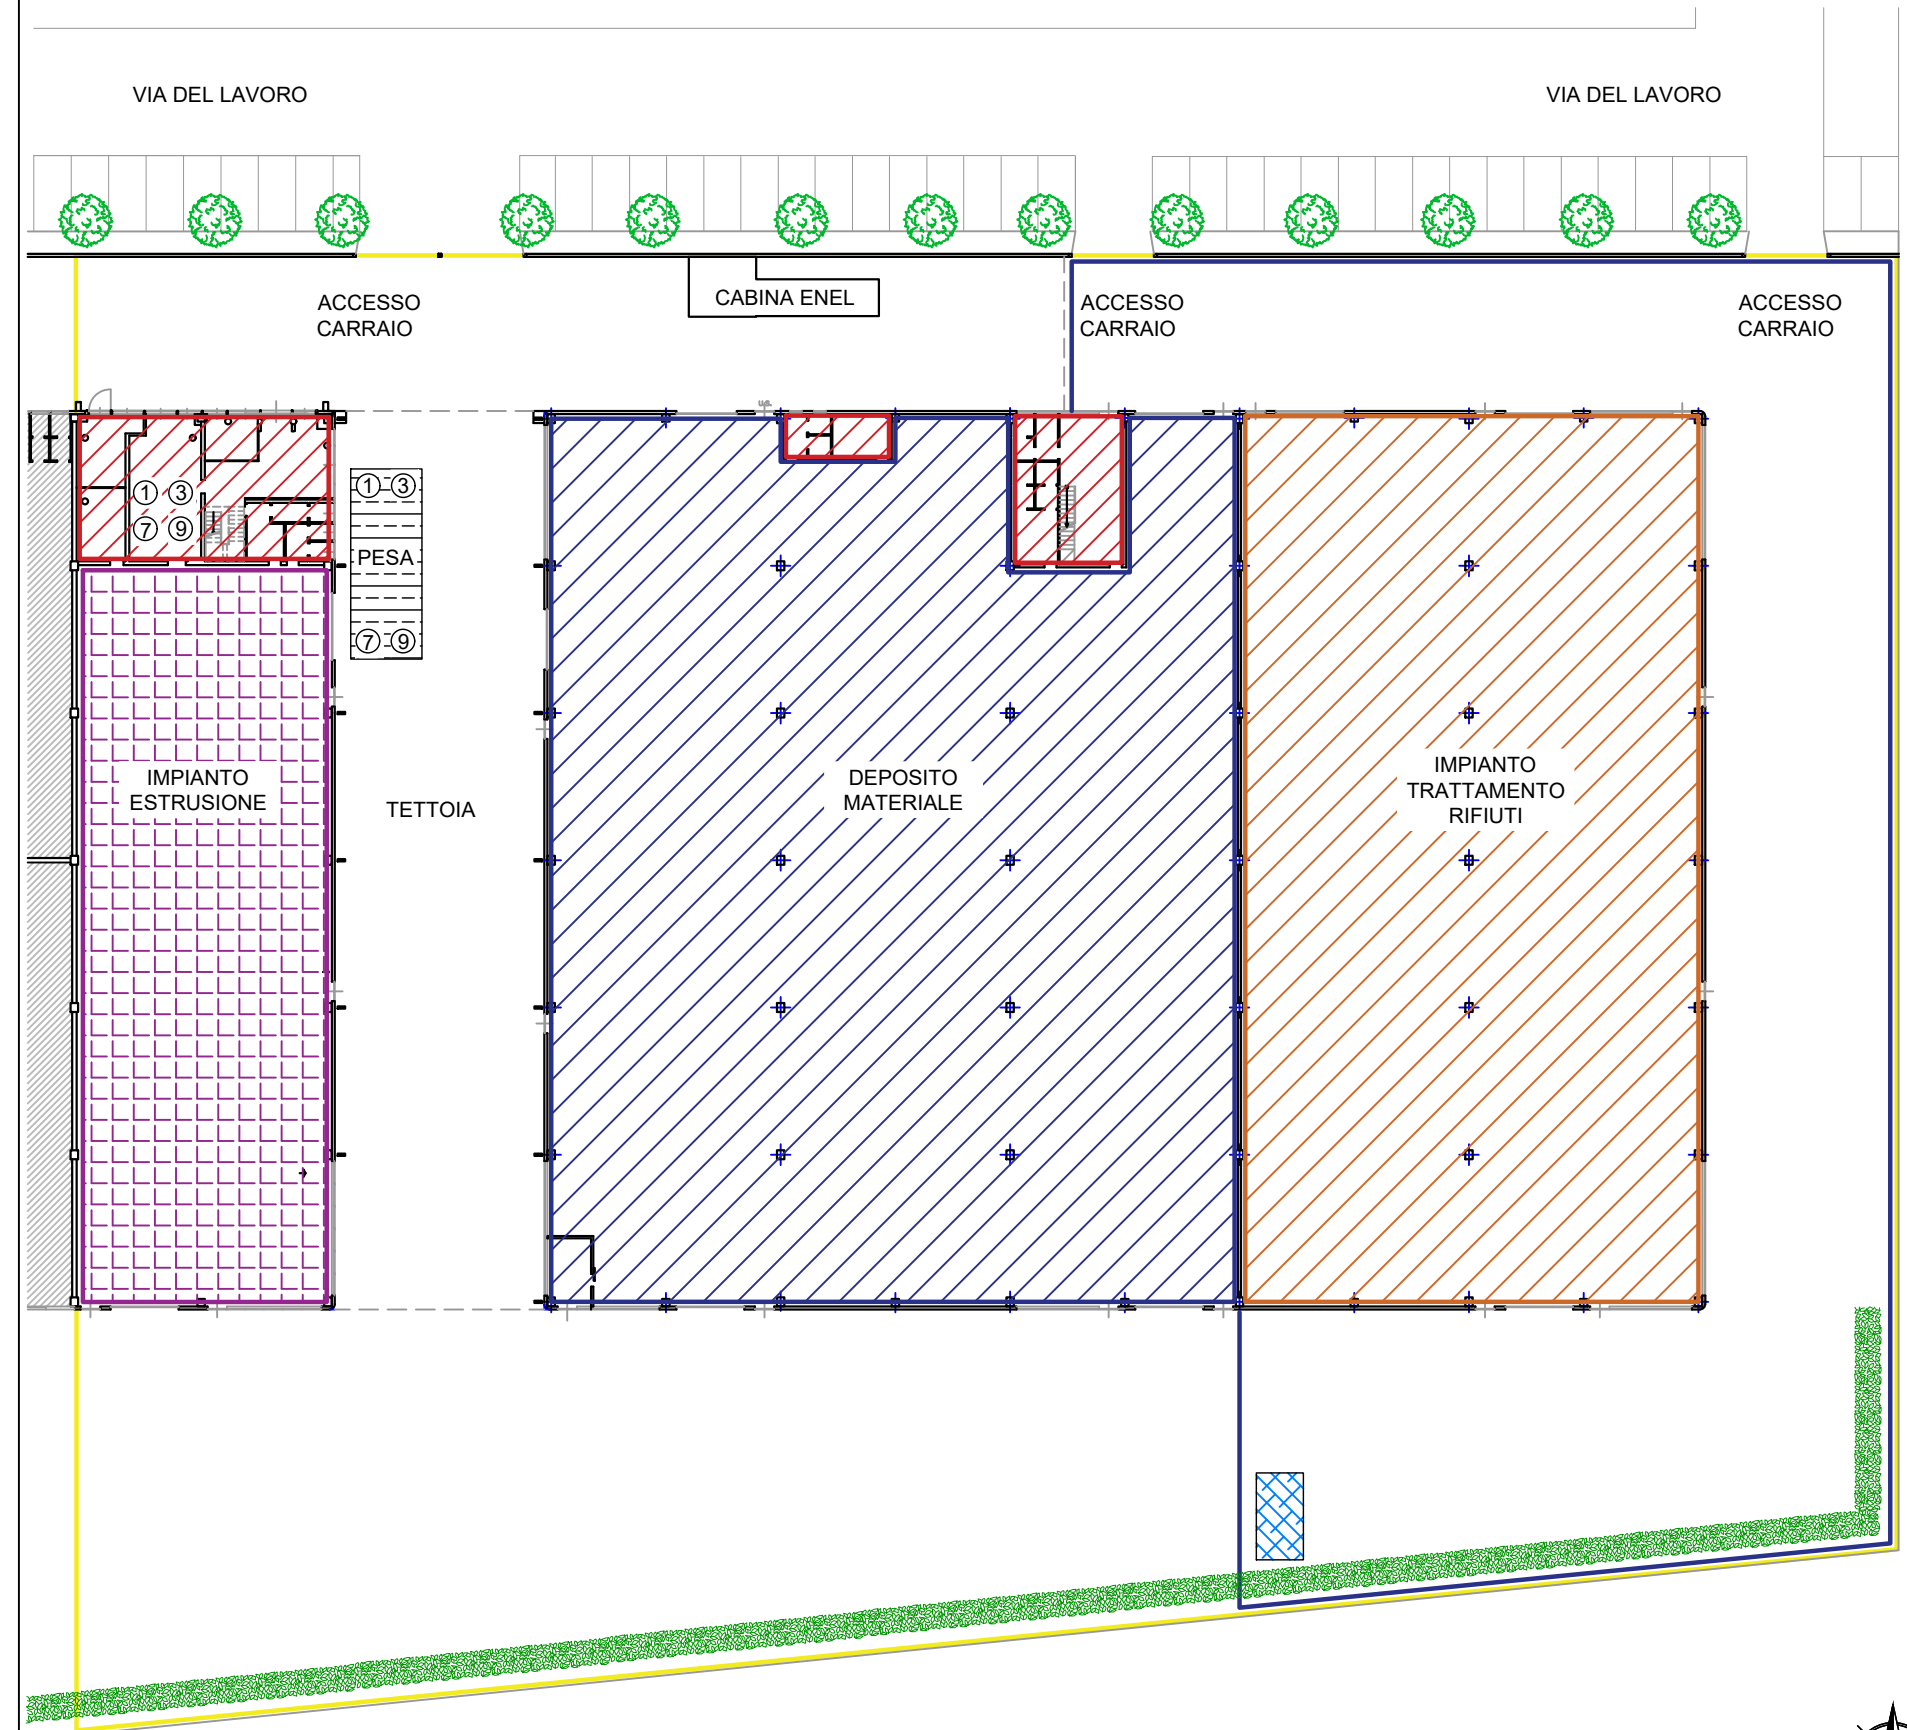 VIA DEL LAVORO
VIA DEL LAVORO
ACCESSO
CARRAIO
CABINA ENEL
ACCESSO
CARRAIO
ACCESSO
CARRAIO
1 3
7 9
1 3
PESA
7 9
IMPIANTO
ESTRUSIONE
TETTOIA
DEPOSITO
MATERIALE
IMPIANTO
TRATTAMENTO
RIFIUTI